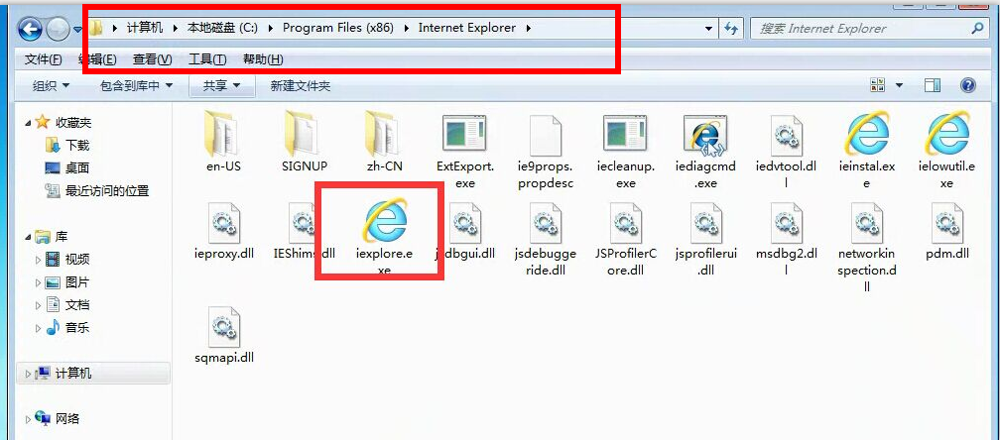 计算机 本地磁盘 (C:) Program Files (x86) Internet Explorer
搜索 Internet Explorer
文件(F) 编辑(E) 查看(V) 工具(T) 帮助(H)
组织 包含到库中 共享 新建文件夹
收藏夹
下载
桌面
最近访问的位置
库
视频
图片
文档
音乐
计算机
网络
en-US
SIGNUP
zh-CN
ExtExport.
exe
ie9props.
propdesc
iecleanup.
exe
iediagcmd
.exe
iedvtool.dl
l
ieinstal.ex
e
ielowutil.e
xe
ieproxy.dll
IEShims.dll
iexplore.e
xe
jsdbgui.dll
jsdebugge
ride.dll
JSProfilerC
ore.dll
jsprofilerui
.dll
msdbg2.dl
l
networkin
spection.d
ll
pdm.dll
sqmapi.dll